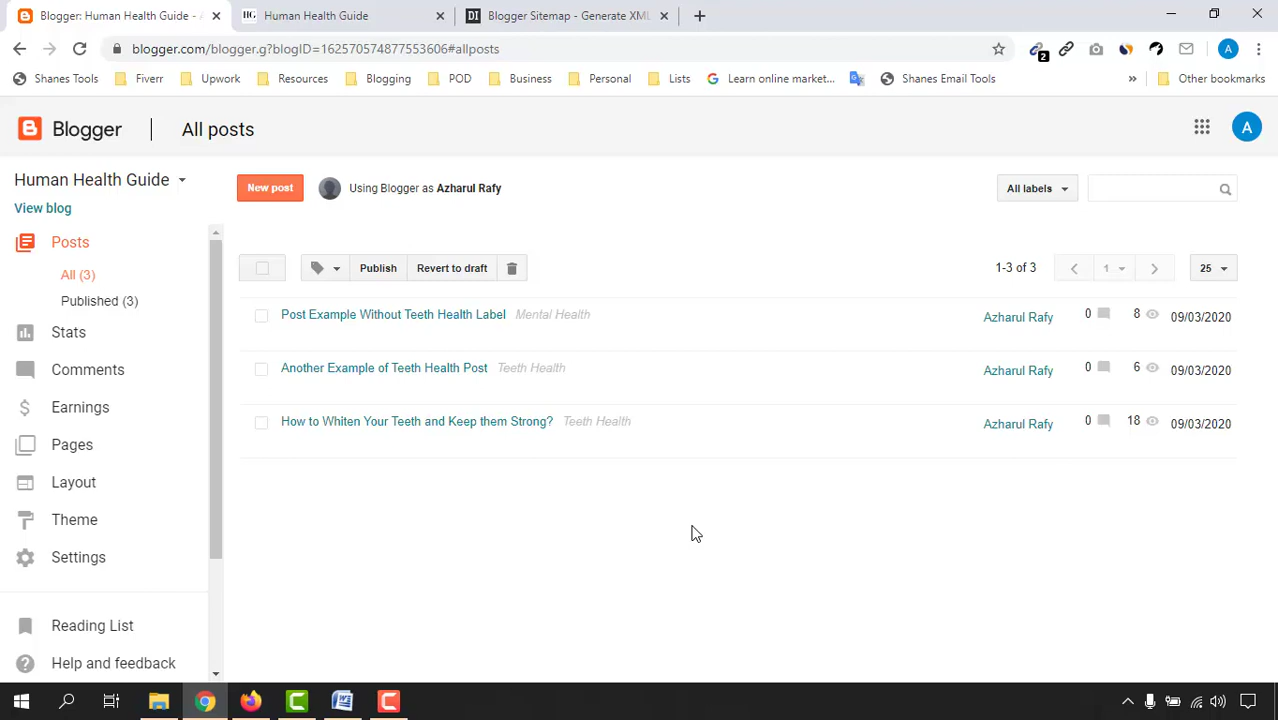 Blogger: Human Health Guide - A
Human Health Guide
Blogger Sitemap - Generate XML
blogger.com/blogger.g?blogID=162570574877553606#allposts
2
A
Shanes Tools
Fiverr
Upwork
Resources
Blogging
POD
Business
Personal
Lists
Learn online market...
Shanes Email Tools
»
Other bookmarks
Blogger
All posts
A
Human Health Guide
View blog
New post
Using Blogger as Azharul Rafy
All labels
Posts
All (3)
Published (3)
Stats
Comments
Earnings
Pages
Layout
Theme
Settings
Reading List
Help and feedback
Publish
Revert to draft
1-3 of 3
1
25
Post Example Without Teeth Health Label Mental Health Azharul Rafy 0 8 09/03/2020
Another Example of Teeth Health Post Teeth Health Azharul Rafy 0 6 09/03/2020
How to Whiten Your Teeth and Keep them Strong? Teeth Health Azharul Rafy 0 18 09/03/2020